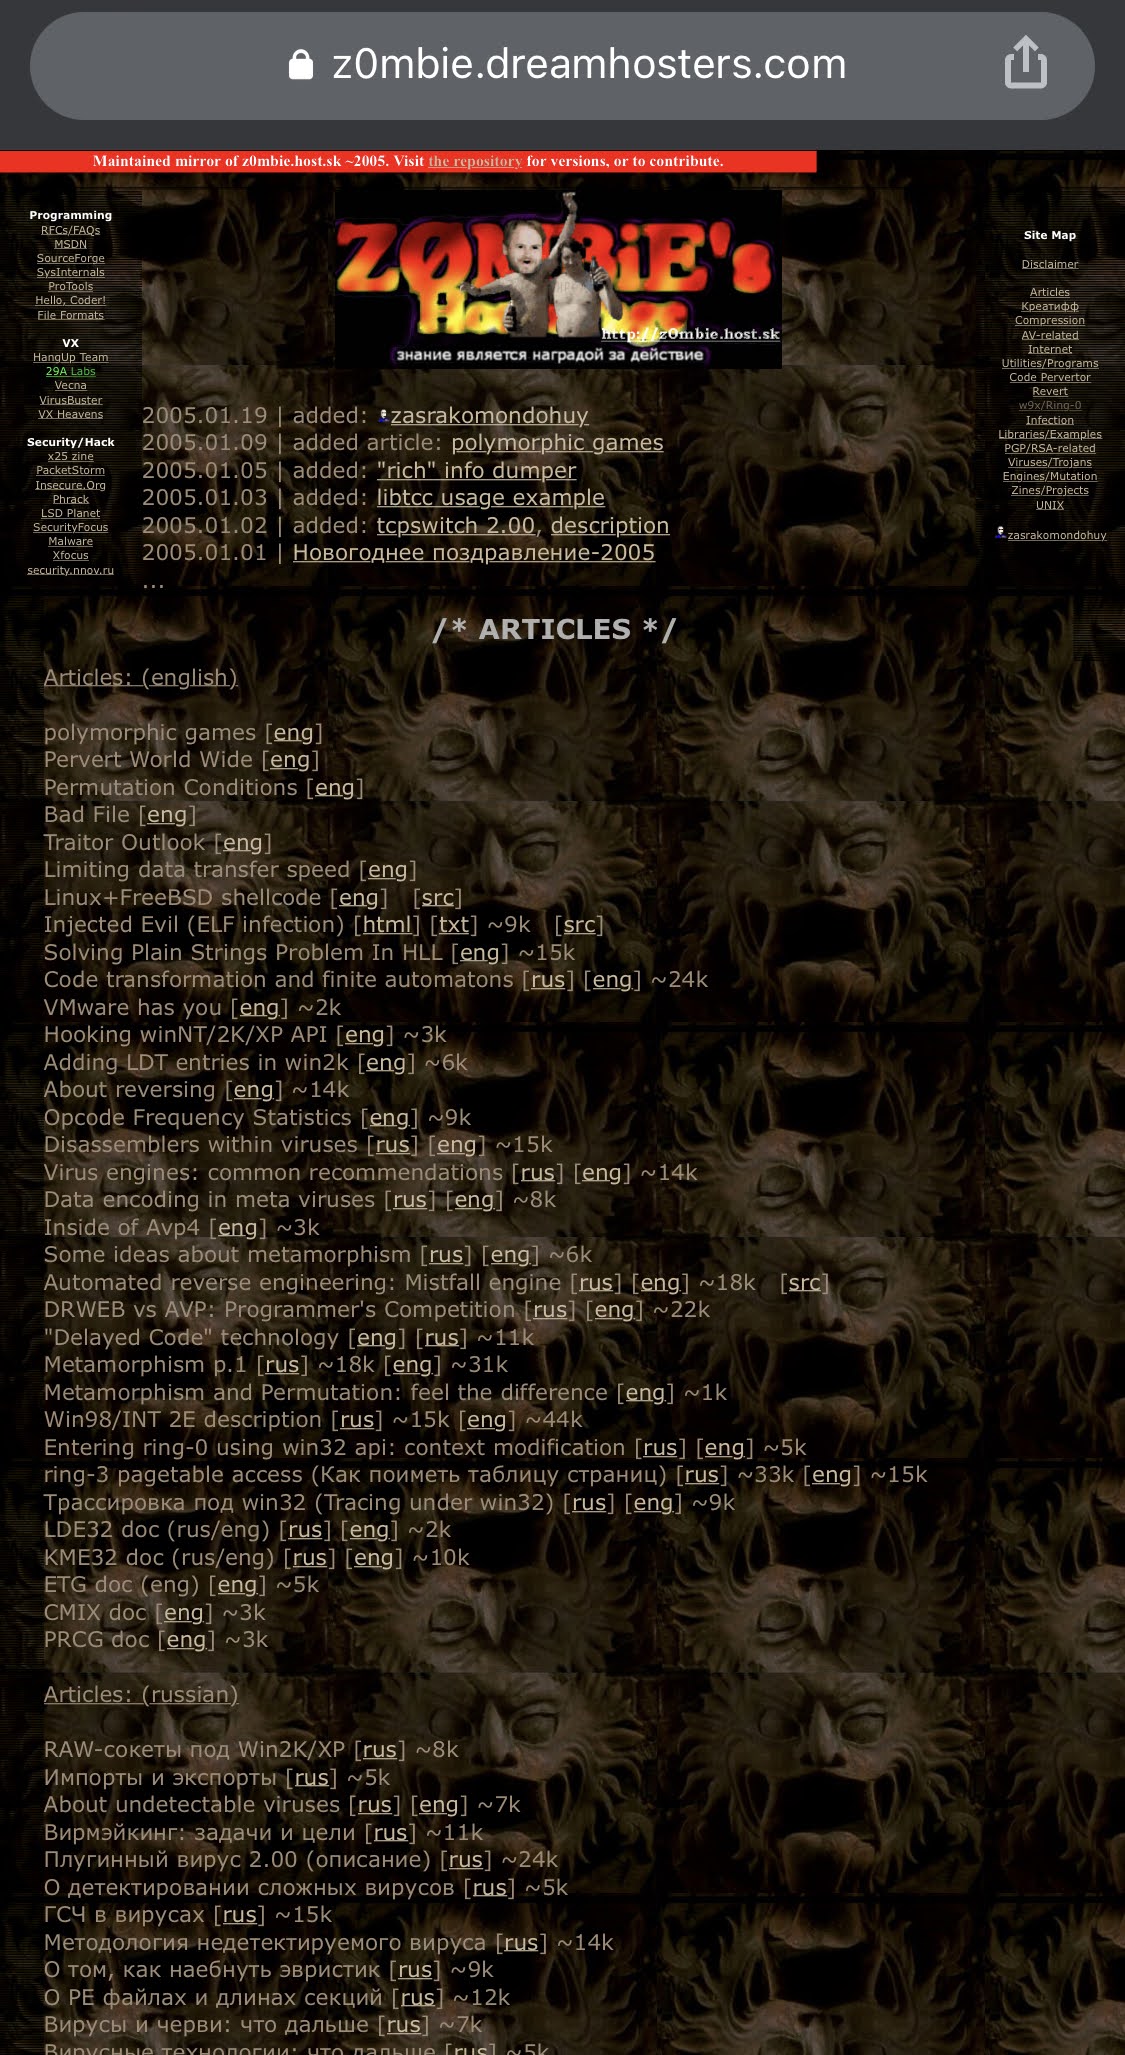 z0mbie.dreamhosters.com
Maintained mirror of z0mbie.host.sk ~2005. Visit the repository for versions, or to contribute.
Programming
RFCs/FAQs
MSDN
SourceForge
SysInternals
ProTools
Hello, Coder!
File Formats
VX
HangUp Team
29A Labs
Vecna
VirusBuster
VX Heavens
Security/Hack
x25 zine
PacketStorm
Insecure.Org
Phrack
LSD Planet
SecurityFocus
Malware
Xfocus
security.nnov.ru
ZØMBiE's
http://z0mbie.host.sk
знание является наградой за действие
2005.01.19 | added: zasrakomondohuy
2005.01.09 | added article: polymorphic games
2005.01.05 | added: "rich" info dumper
2005.01.03 | added: libtcc usage example
2005.01.02 | added: tcpswitch 2.00, description
2005.01.01 | Новогоднее поздравление-2005
...
Site Map
Disclaimer
Articles
Креатифф
Compression
AV-related
Internet
Utilities/Programs
Code Pervertor
Revert
w9x/Ring-0
Infection
Libraries/Examples
PGP/RSA-related
Viruses/Trojans
Engines/Mutation
Zines/Projects
UNIX
zasrakomondohuy
/* ARTICLES */
Articles: (english)
polymorphic games [eng]
Pervert World Wide [eng]
Permutation Conditions [eng]
Bad File [eng]
Traitor Outlook [eng]
Limiting data transfer speed [eng]
Linux+FreeBSD shellcode [eng] [src]
Injected Evil (ELF infection) [html] [txt] ~9k [src]
Solving Plain Strings Problem In HLL [eng] ~15k
Code transformation and finite automatons [rus] [eng] ~24k
VMware has you [eng] ~2k
Hooking winNT/2K/XP API [eng] ~3k
Adding LDT entries in win2k [eng] ~6k
About reversing [eng] ~14k
Opcode Frequency Statistics [eng] ~9k
Disassemblers within viruses [rus] [eng] ~15k
Virus engines: common recommendations [rus] [eng] ~14k
Data encoding in meta viruses [rus] [eng] ~8k
Inside of Avp4 [eng] ~3k
Some ideas about metamorphism [rus] [eng] ~6k
Automated reverse engineering: Mistfall engine [rus] [eng] ~18k [src]
DRWEB vs AVP: Programmer's Competition [rus] [eng] ~22k
"Delayed Code" technology [eng] [rus] ~11k
Metamorphism p.1 [rus] ~18k [eng] ~31k
Metamorphism and Permutation: feel the difference [eng] ~1k
Win98/INT 2E description [rus] ~15k [eng] ~44k
Entering ring-0 using win32 api: context modification [rus] [eng] ~5k
ring-3 pagetable access (Как поиметь таблицу страниц) [rus] ~33k [eng] ~15k
Трассировка под win32 (Tracing under win32) [rus] [eng] ~9k
LDE32 doc (rus/eng) [rus] [eng] ~2k
KME32 doc (rus/eng) [rus] [eng] ~10k
ETG doc (eng) [eng] ~5k
CMIX doc [eng] ~3k
PRCG doc [eng] ~3k
Articles: (russian)
RAW-сокеты под Win2K/XP [rus] ~8k
Импорты и экспорты [rus] ~5k
About undetectable viruses [rus] [eng] ~7k
Вирмэйкинг: задачи и цели [rus] ~11k
Плугинный вирус 2.00 (описание) [rus] ~24k
О детектировании сложных вирусов [rus] ~5k
ГСЧ в вирусах [rus] ~15k
Методология недетектируемого вируса [rus] ~14k
О том, как наебнуть эвристик [rus] ~9k
О PE файлах и длинах секций [rus] ~12k
Вирусы и черви: что дальше [rus] ~7k
Вирусные технологии: что дальше [rus] ~5k